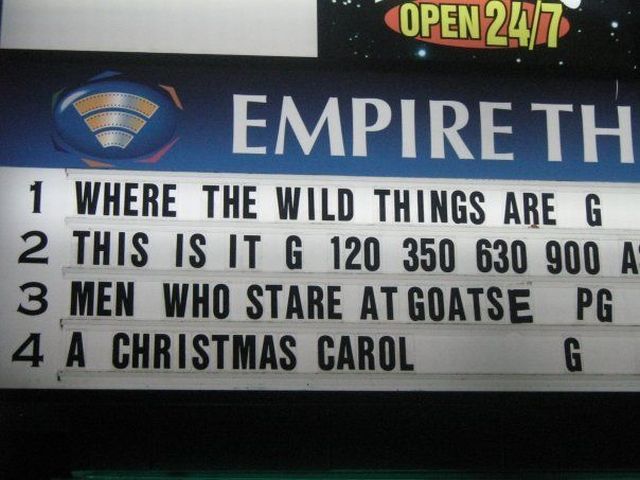 OPEN 24/7
EMPIRE TH
1 WHERE THE WILD THINGS ARE G
2 THIS IS IT G 120 350 630 900 A
3 MEN WHO STARE AT GOATSE PG
4 A CHRISTMAS CAROL G